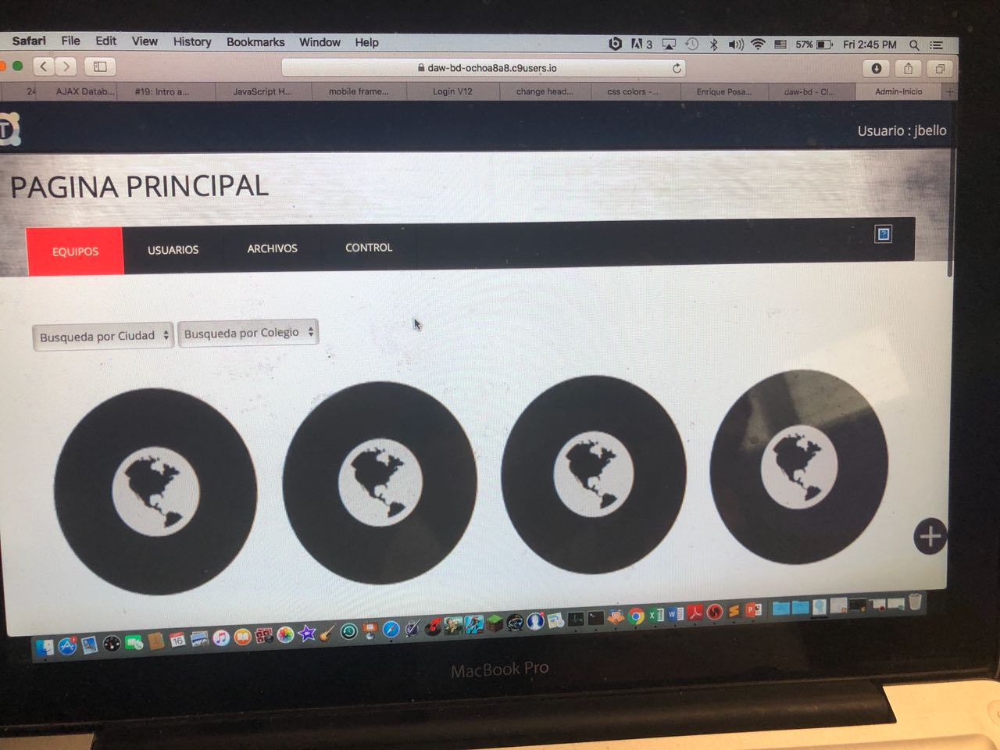 Safari File Edit View History Bookmarks Window Help 3 57% Fri 2:45 PM
daw-bd-ochoa8a8.c9users.io
24 AJAX Datab... #19: Intro a... JavaScript H... mobile frame... Login V12 change head... css colors -... Enrique Posa... daw-bd - Cl... Admin-Inicio +
T Usuario : jbello
PAGINA PRINCIPAL
EQUIPOS USUARIOS ARCHIVOS CONTROL ?
Busqueda por Ciudad Busqueda por Colegio
16
MacBook Pro